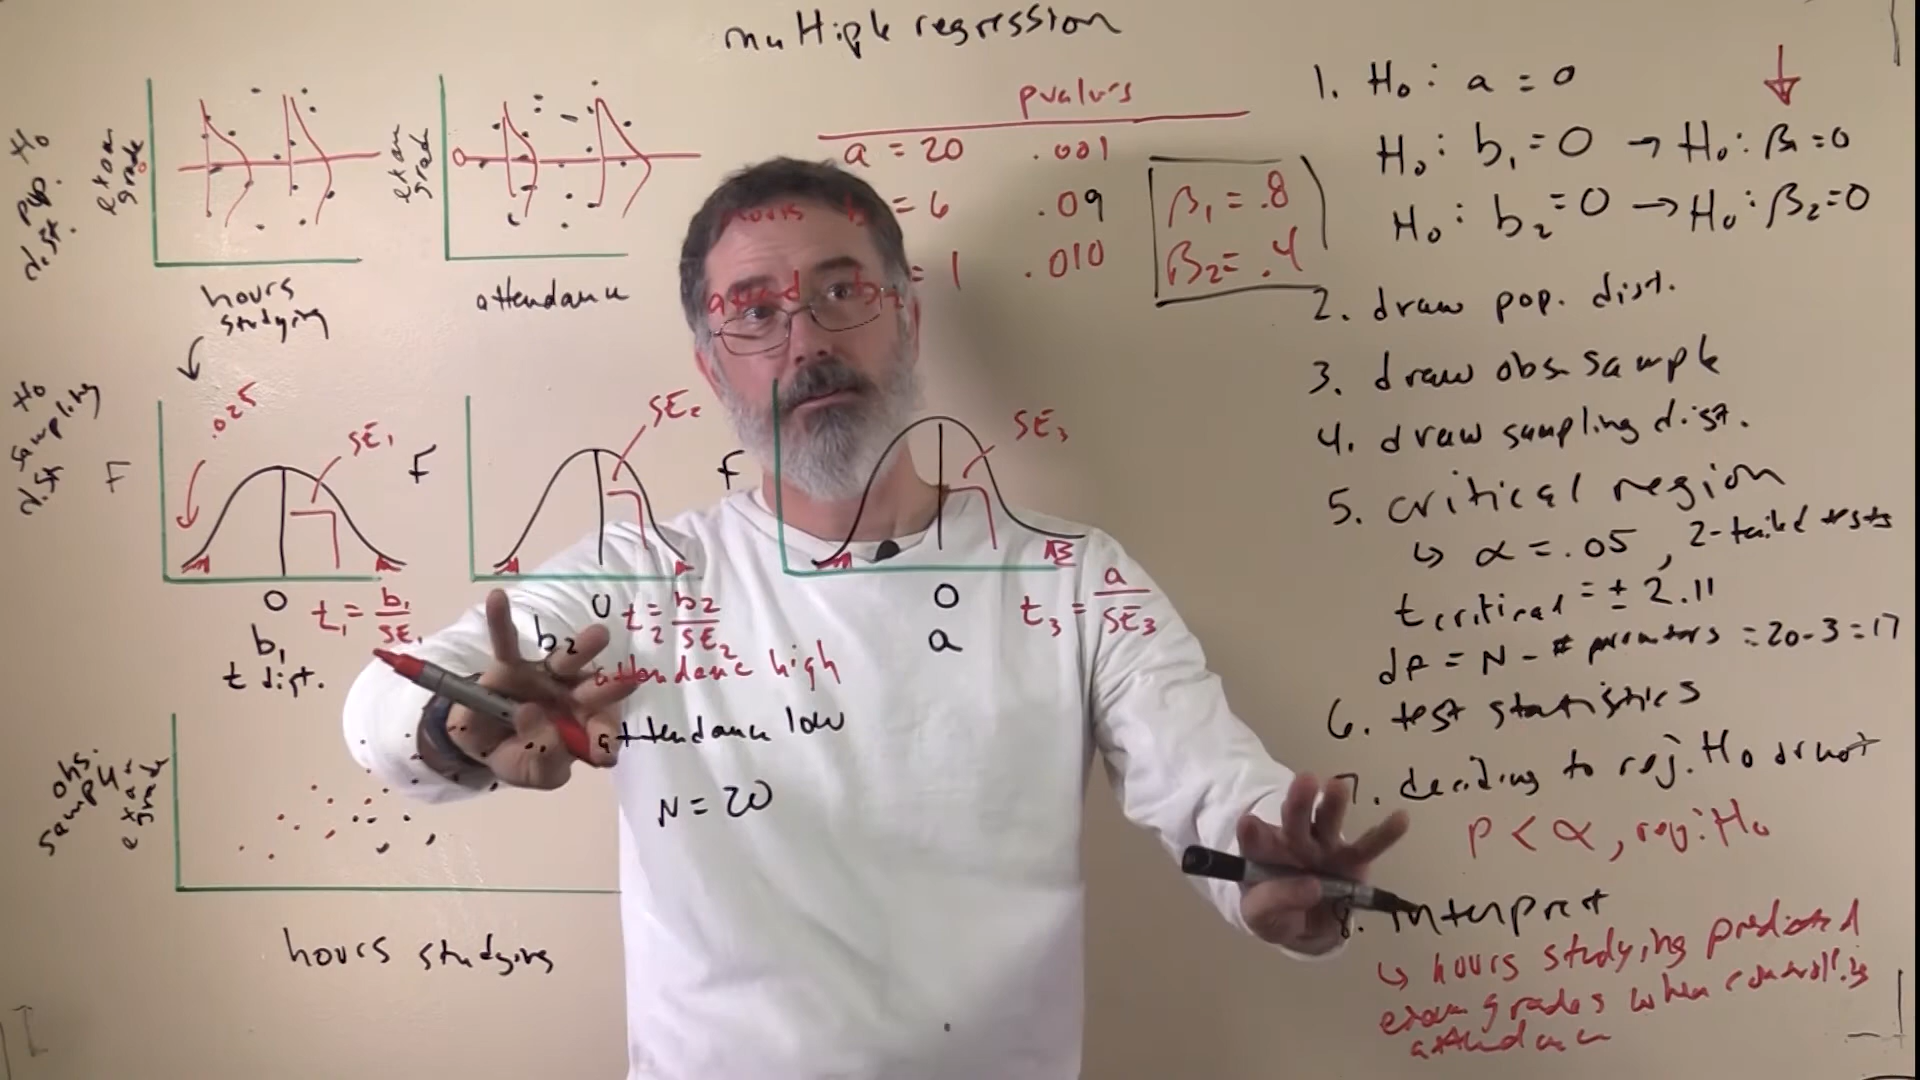 multiple regression
H0
pop.
dist.
exam
grade
0
hours
studying
exam
grade
0
attendance
pvalues
a = 20 .001
hours b = 6 .09
attend b2 = 1 .010
β1 = .8
β2 = .4
1. H0 : a = 0
H0 : b1 = 0 → H0 : β1 = 0
H0 : b2 = 0 → H0 : β2 = 0
2. draw pop. dist.
3. draw obs. sample
4. draw sampling dist.
5. critical region
↳ α = .05, 2-tailed tests
tcritical = ± 2.11
df = N - # parameters = 20-3 = 17
6. test statistics
7. deciding to rej. H0 or not
p < α, rej. H0
8. interpret
↳ hours studying predicted
exam grades when controlling
attendance
H0
sampling
dist
F
.025
SE1
0
b1
t dist.
t1 = b1/SE1
F
SE2
0
b2
t2 = b2/SE2
F
SE3
0
a
t3 = a/SE3
attendance high
attendance low
N = 20
obs.
sample
exam
grade
hours studying